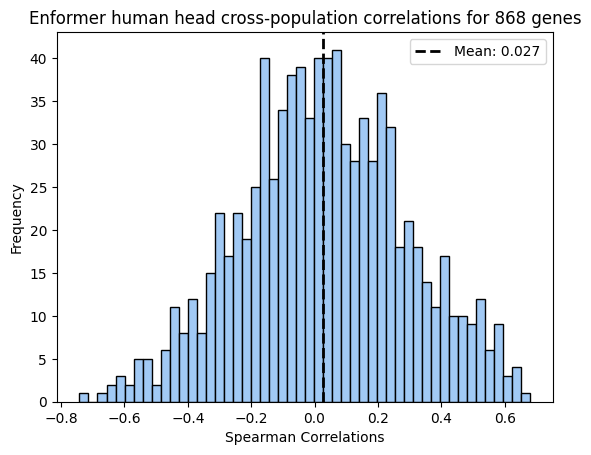 Enformer human head cross-population correlations for 868 genes
Mean: 0.027
Frequency
40
35
30
25
20
15
10
5
0
−0.8 −0.6 −0.4 −0.2 0.0 0.2 0.4 0.6
Spearman Correlations